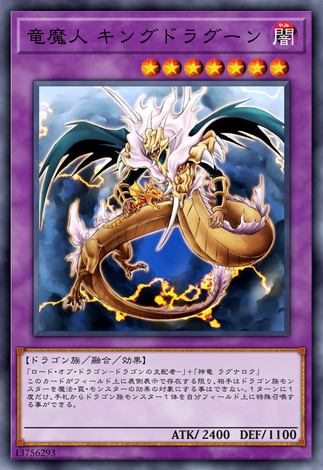 竜魔人 キングドラグーン
闇
やみ
【ドラゴン族／融合／効果】
「ロード・オブ・ドラゴン－ドラゴンの支配者－」＋「神竜 ラグナロク」
このカードがフィールド上に表側表示で存在する限り、相手はドラゴン族モン
スターを魔法・罠・モンスターの効果の対象にする事はできない。１ターンに１
度だけ、手札からドラゴン族モンスター１体を自分フィールド上に特殊召喚す
る事ができる。
ATK/ 2400 DEF/1100
13756293